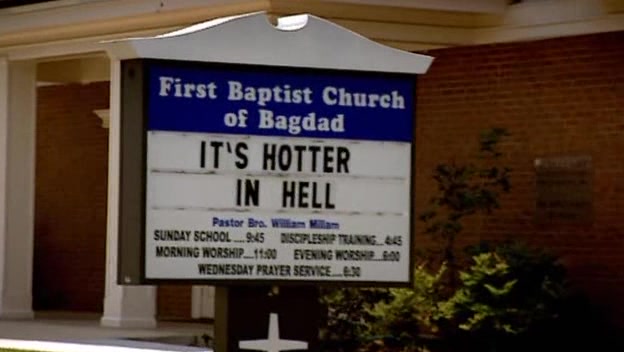 First Baptist Church
of Bagdad
IT'S HOTTER
IN HELL
Pastor Bro. William Millam
SUNDAY SCHOOL....9:45 DISCIPLESHIP TRAINING...4:45
MORNING WORSHIP...11:00 EVENING WORSHIP...6:00
WEDNESDAY PRAYER SERVICE....6:30